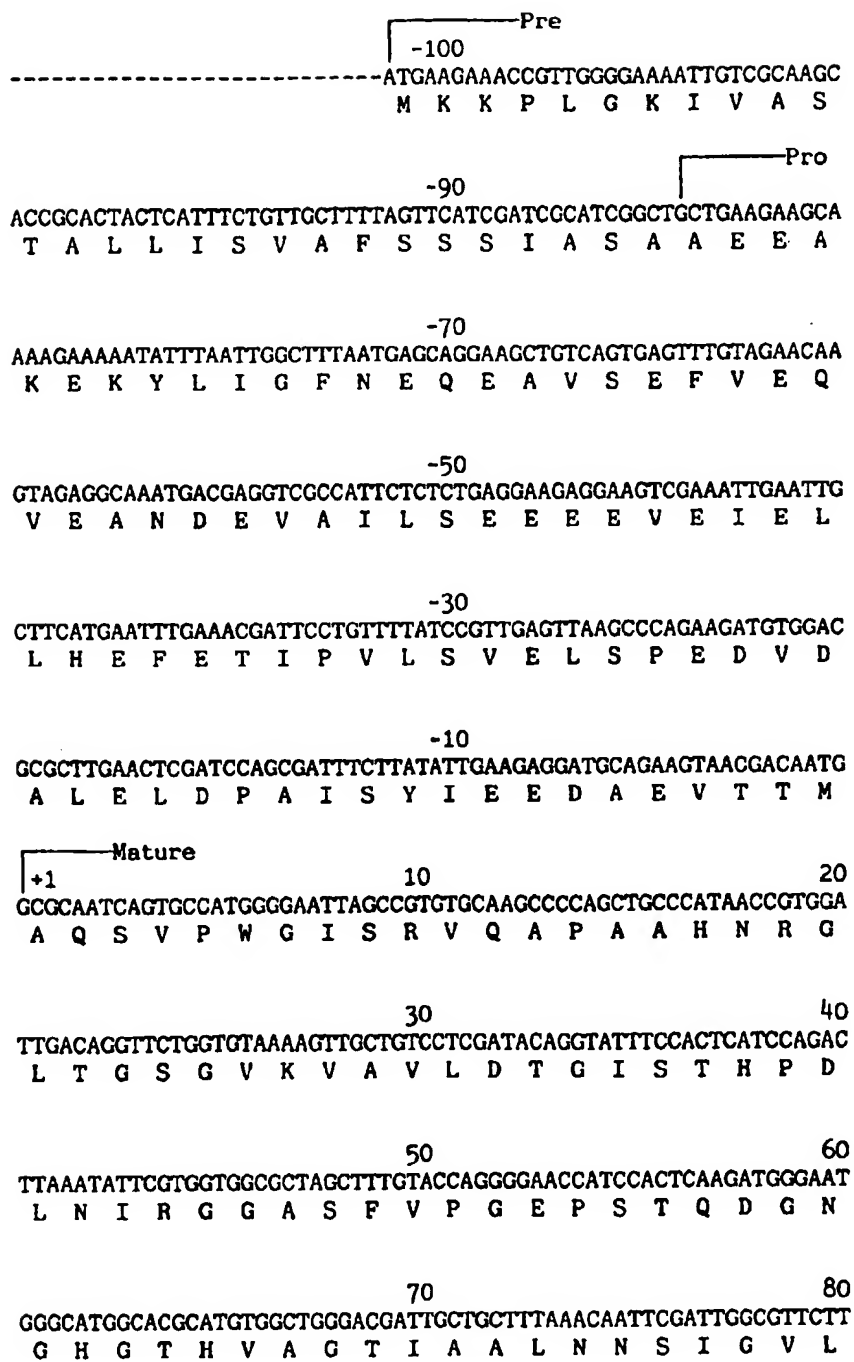 Pre
-100
--------------------------ATGAAGAAACCGTTGGGGAAAATTGTCGCAAGC
M K K P L G K I V A S
Pro
-90
ACCGCACTACTCATTTCTGTTGCTTTTAGTTCATCGATCGCATCGGCTGCTGAAGAAGCA
T A L L I S V A F S S S I A S A A E E A
-70
AAAGAAAAATATTTAATTGGCTTTAATGAGCAGGAAGCTGTCAGTGAGTTTGTAGAACAA
K E K Y L I G F N E Q E A V S E F V E Q
-50
GTAGAGGCAAATGACGAGGTCGCCATTCTCTCTGAGGAAGAGGAAGTCGAAATTGAATTG
V E A N D E V A I L S E E E E V E I E L
-30
CTTCATGAATTTGAAACGATTCCTGTTTTATCCGTTGAGTTAAGCCCAGAAGATGTGGAC
L H E F E T I P V L S V E L S P E D V D
-10
GCGCTTGAACTCGATCCAGCGATTTCTTATATTGAAGAGGATGCAGAAGTAACGACAATG
A L E L D P A I S Y I E E D A E V T T M
Mature
+1 10 20
GCGCAATCAGTGCCATGGGGAATTAGCCGTGTGCAAGCCCCAGCTGCCCATAACCGTGGA
A Q S V P W G I S R V Q A P A A H N R G
30 40
TTGACAGGTTCTGGTGTAAAAGTTGCTGTCCTCGATACAGGTATTTCCACTCATCCAGAC
L T G S G V K V A V L D T G I S T H P D
50 60
TTAAATATTCGTGGTGGCGCTAGCTTTGTACCAGGGGAACCATCCACTCAAGATGGGAAT
L N I R G G A S F V P G E P S T Q D G N
70 80
GGGCATGGCACGCATGTGGCTGGGACGATTGCTGCTTTAAACAATTCGATTGGCGTTCTT
G H G T H V A G T I A A L N N S I G V L